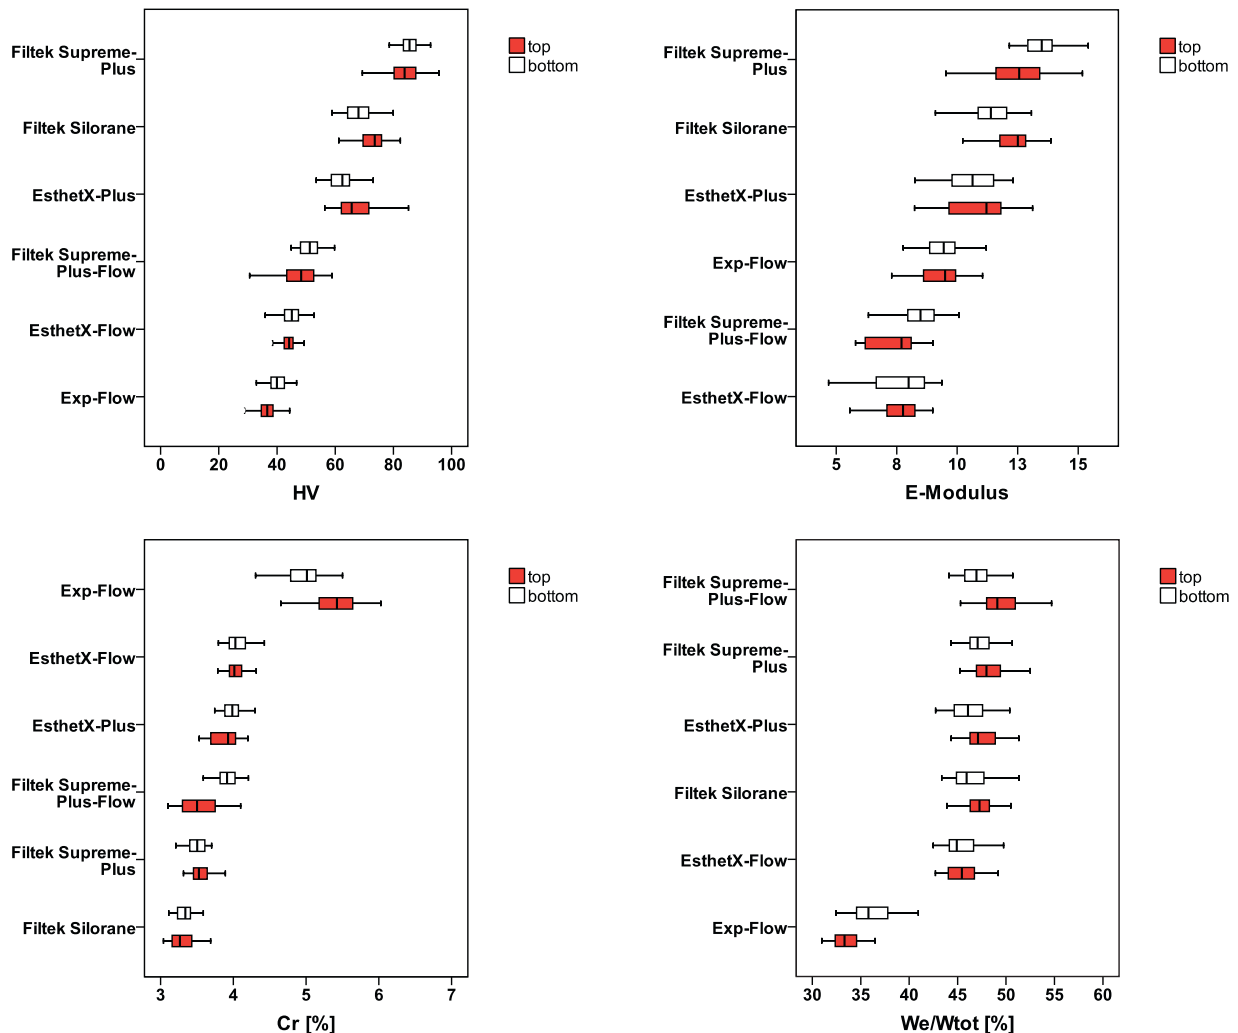 Filtek Supreme-
Plus
Filtek Silorane
EsthetX-Plus
Filtek Supreme-
Plus-Flow
EsthetX-Flow
Exp-Flow
0 20 40 60 80 100
HV
top
bottom
Filtek Supreme-
Plus
Filtek Silorane
EsthetX-Plus
Exp-Flow
Filtek Supreme-
Plus-Flow
EsthetX-Flow
5 8 10 13 15
E-Modulus
top
bottom
Exp-Flow
EsthetX-Flow
EsthetX-Plus
Filtek Supreme-
Plus-Flow
Filtek Supreme-
Plus
Filtek Silorane
3 4 5 6 7
Cr [%]
top
bottom
Filtek Supreme-
Plus-Flow
Filtek Supreme-
Plus
EsthetX-Plus
Filtek Silorane
EsthetX-Flow
Exp-Flow
30 35 40 45 50 55 60
We/Wtot [%]
top
bottom